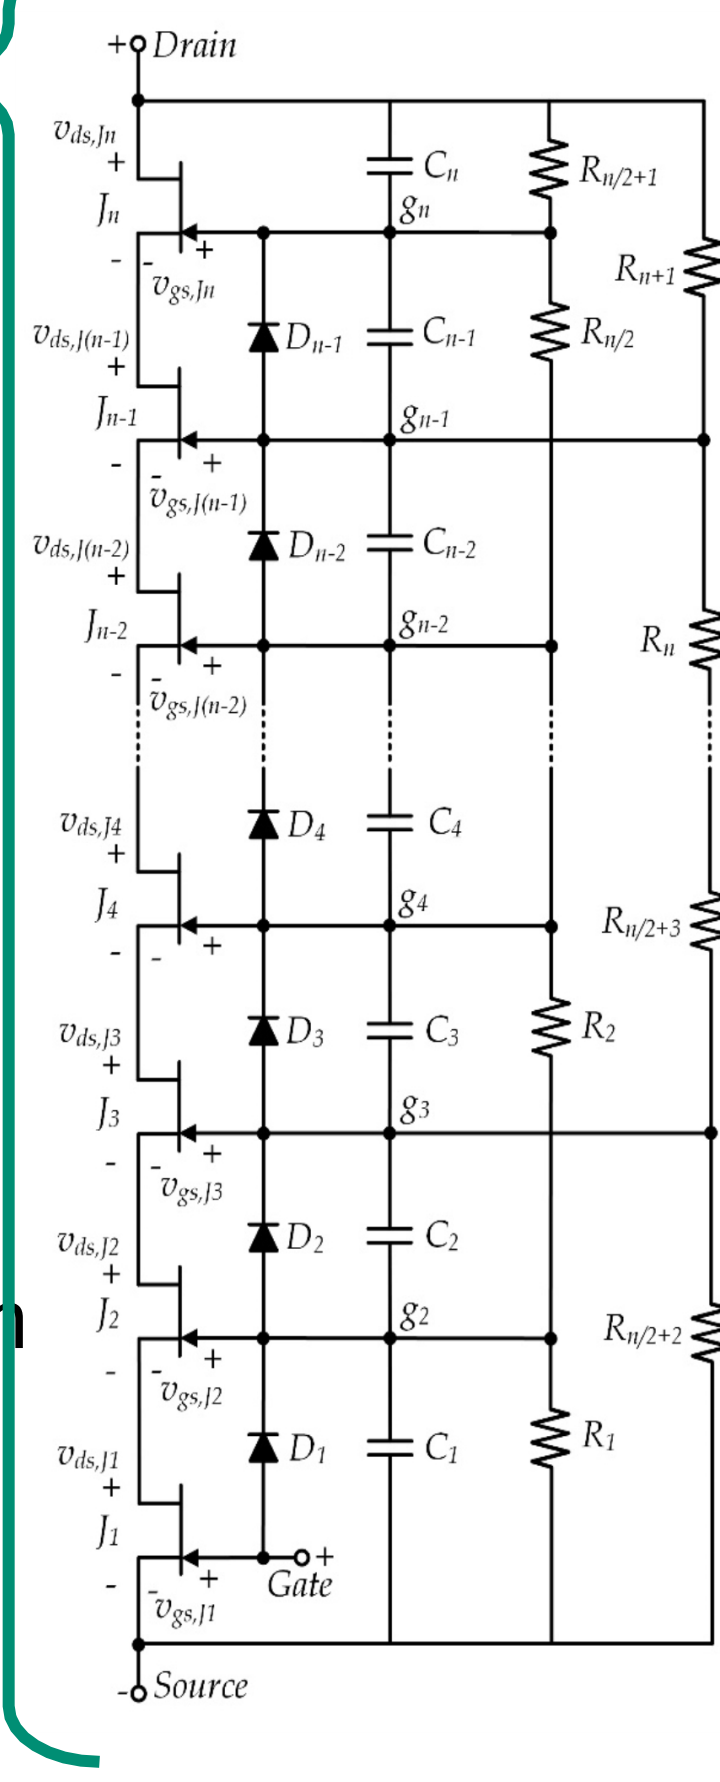 + Drain
v_ds,Jn
+
C_n
R_n/2+1
J_n
g_n
+
R_n+1
- -
v_gs,Jn
v_ds,J(n-1)
D_n-1
C_n-1
R_n/2
+
J_n-1
g_n-1
- - +
v_gs,J(n-1)
v_ds,J(n-2)
D_n-2
C_n-2
+
J_n-2
g_n-2
R_n
- - +
v_gs,J(n-2)
v_ds,J4
D_4
C_4
+
J_4
g_4
R_n/2+3
- - +
v_ds,J3
D_3
C_3
R_2
+
J_3
g_3
- - +
v_gs,J3
v_ds,J2
D_2
C_2
+
J_2
g_2
R_n/2+2
- - +
v_gs,J2
v_ds,J1
D_1
C_1
R_1
+
J_1
+
- - +
Gate
v_gs,J1
- Source